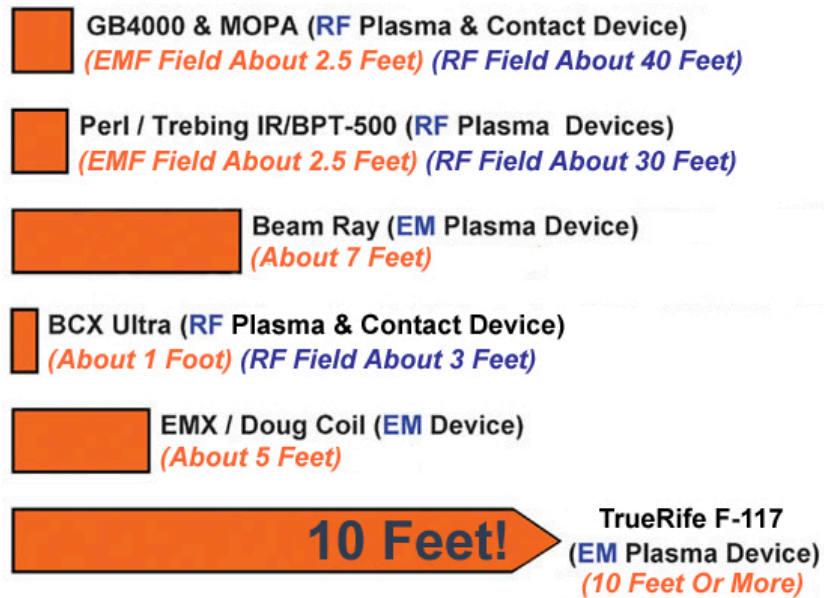 GB4000 & MOPA (RF Plasma & Contact Device)
(EMF Field About 2.5 Feet) (RF Field About 40 Feet)
Perl / Trebing IR/BPT-500 (RF Plasma Devices)
(EMF Field About 2.5 Feet) (RF Field About 30 Feet)
Beam Ray (EM Plasma Device)
(About 7 Feet)
BCX Ultra (RF Plasma & Contact Device)
(About 1 Foot) (RF Field About 3 Feet)
EMX / Doug Coil (EM Device)
(About 5 Feet)
10 Feet!
TrueRife F-117
(EM Plasma Device)
(10 Feet Or More)